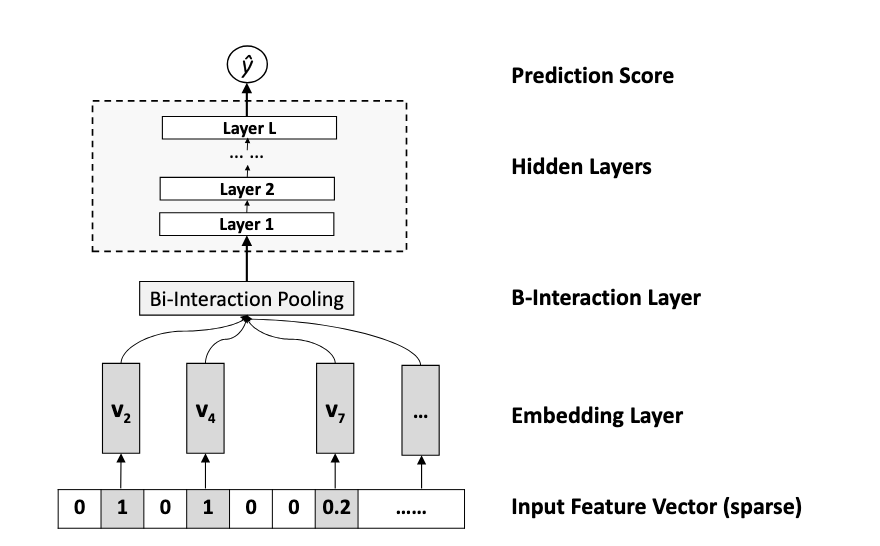 ŷ
Prediction Score
Layer L
... ...
Hidden Layers
Layer 2
Layer 1
Bi-Interaction Pooling
B-Interaction Layer
v2 v4 v7 ...
Embedding Layer
0 1 0 1 0 0 0.2 ......
Input Feature Vector (sparse)